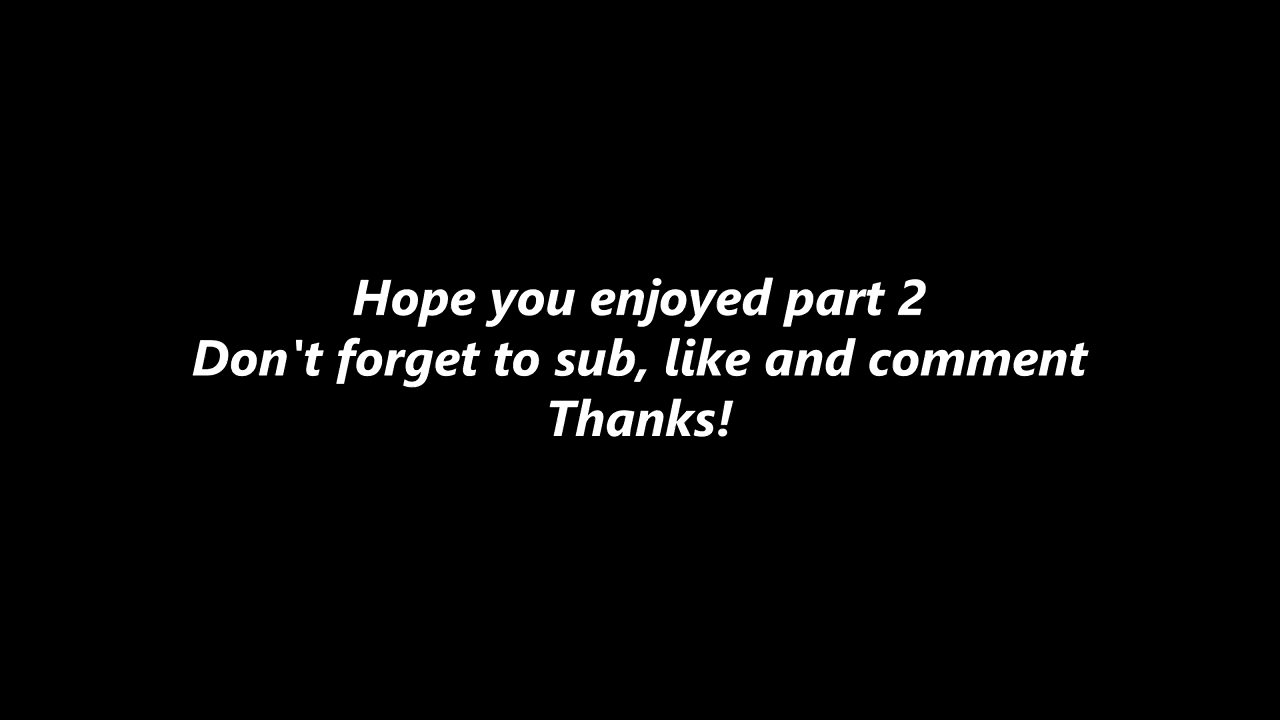 Hope you enjoyed part 2
Don't forget to sub, like and comment
Thanks!